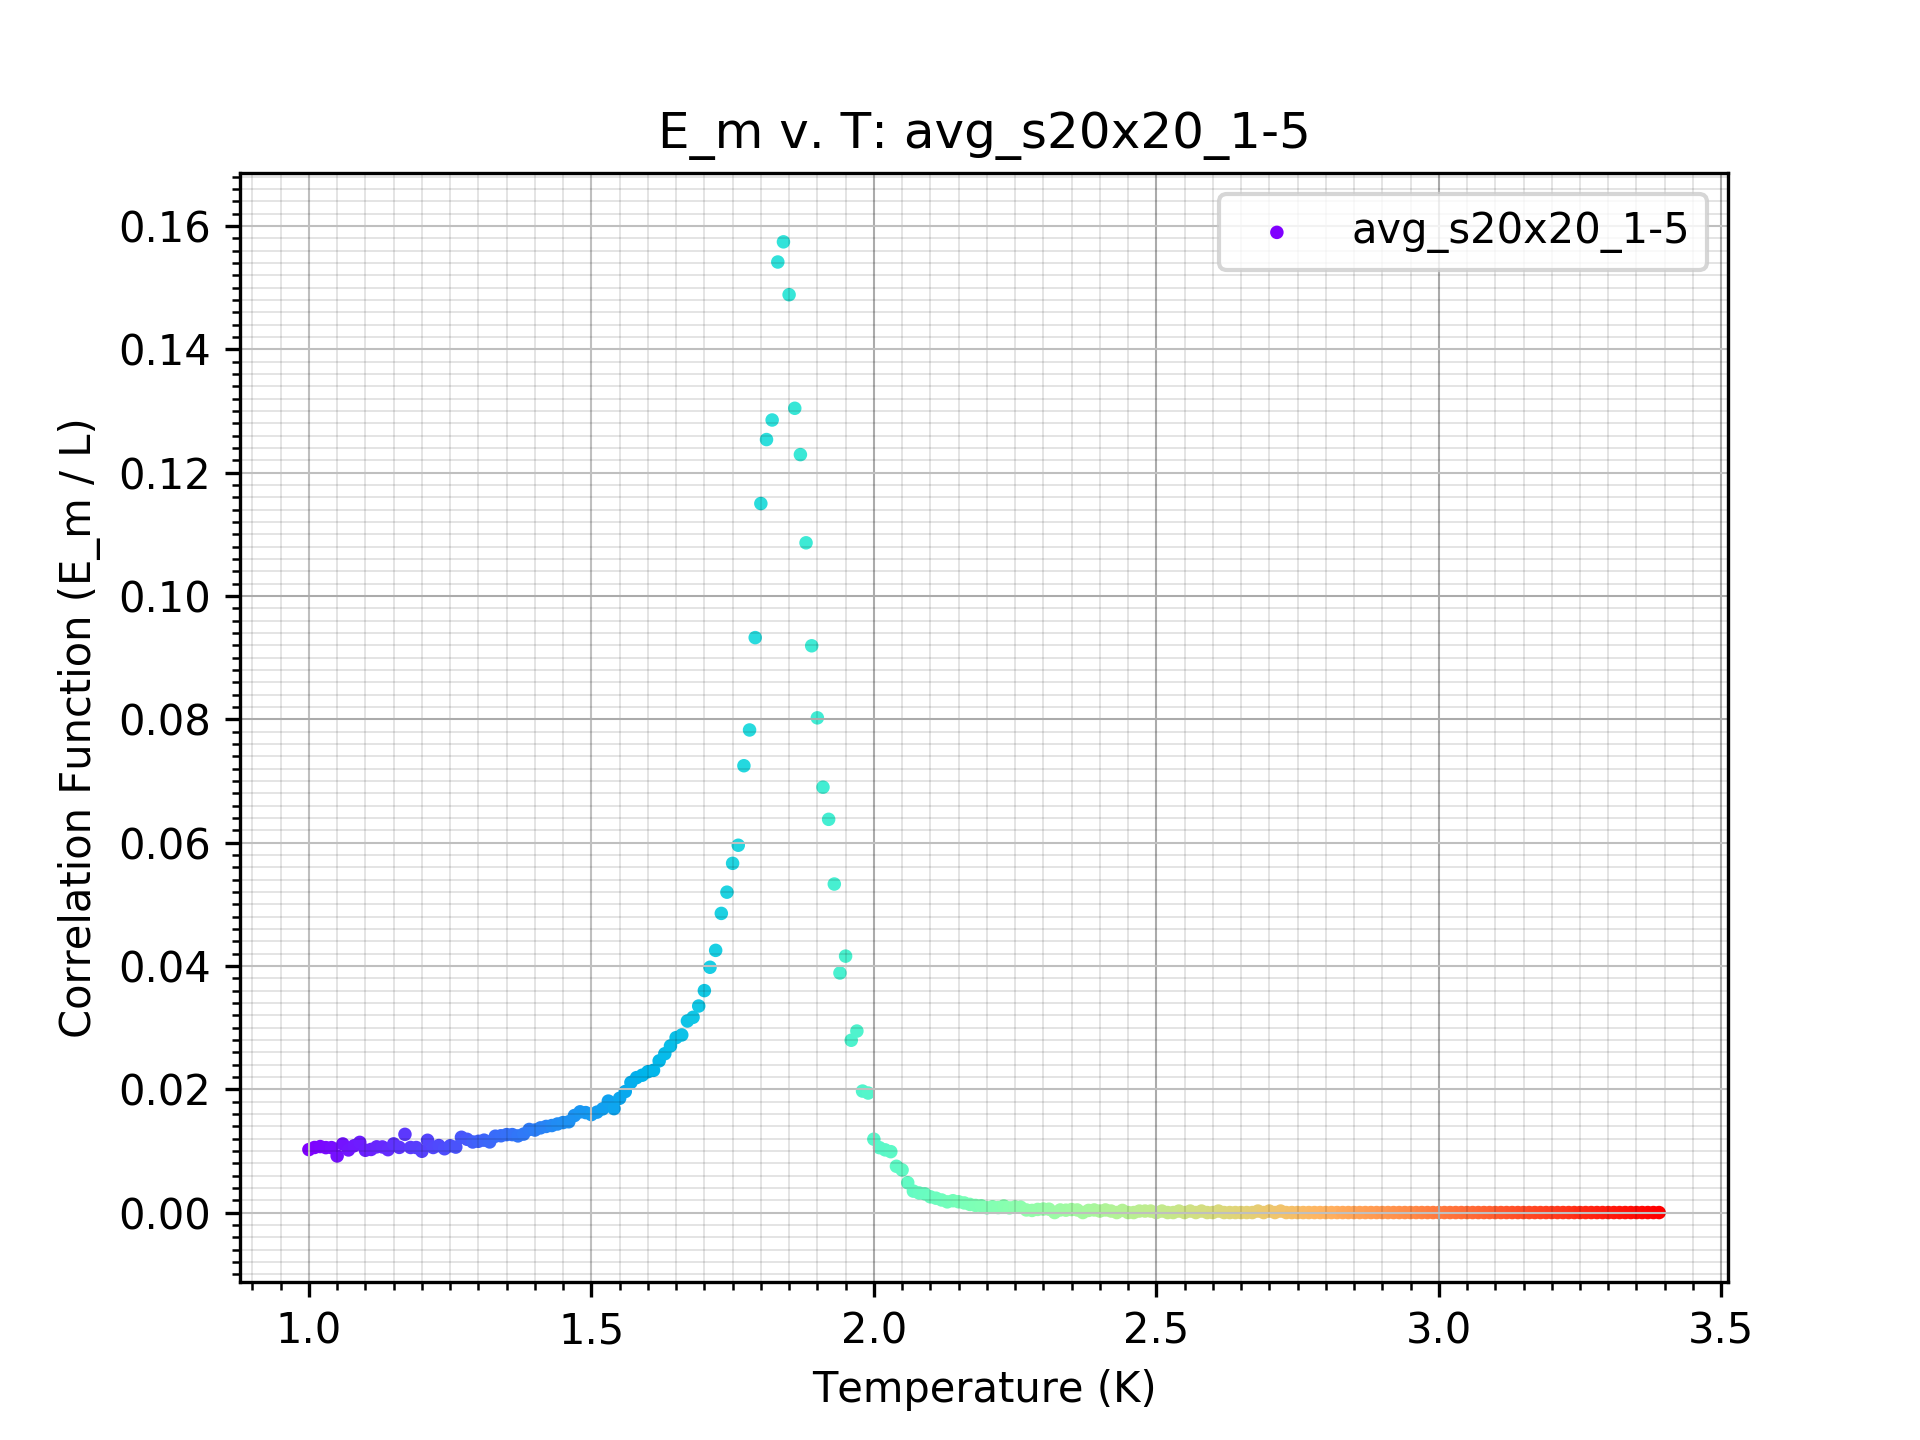 E_m v. T: avg_s20x20_1-5
avg_s20x20_1-5
Correlation Function (E_m / L)
0.16
0.14
0.12
0.10
0.08
0.06
0.04
0.02
0.00
1.0 1.5 2.0 2.5 3.0 3.5
Temperature (K)